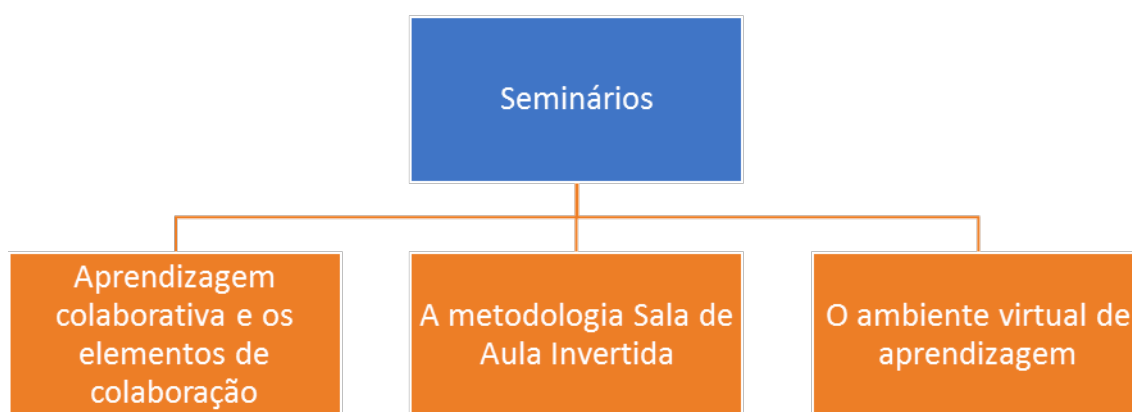 Seminários
Aprendizagem
colaborativa e os
elementos de
colaboração
A metodologia Sala de
Aula Invertida
O ambiente virtual de
aprendizagem